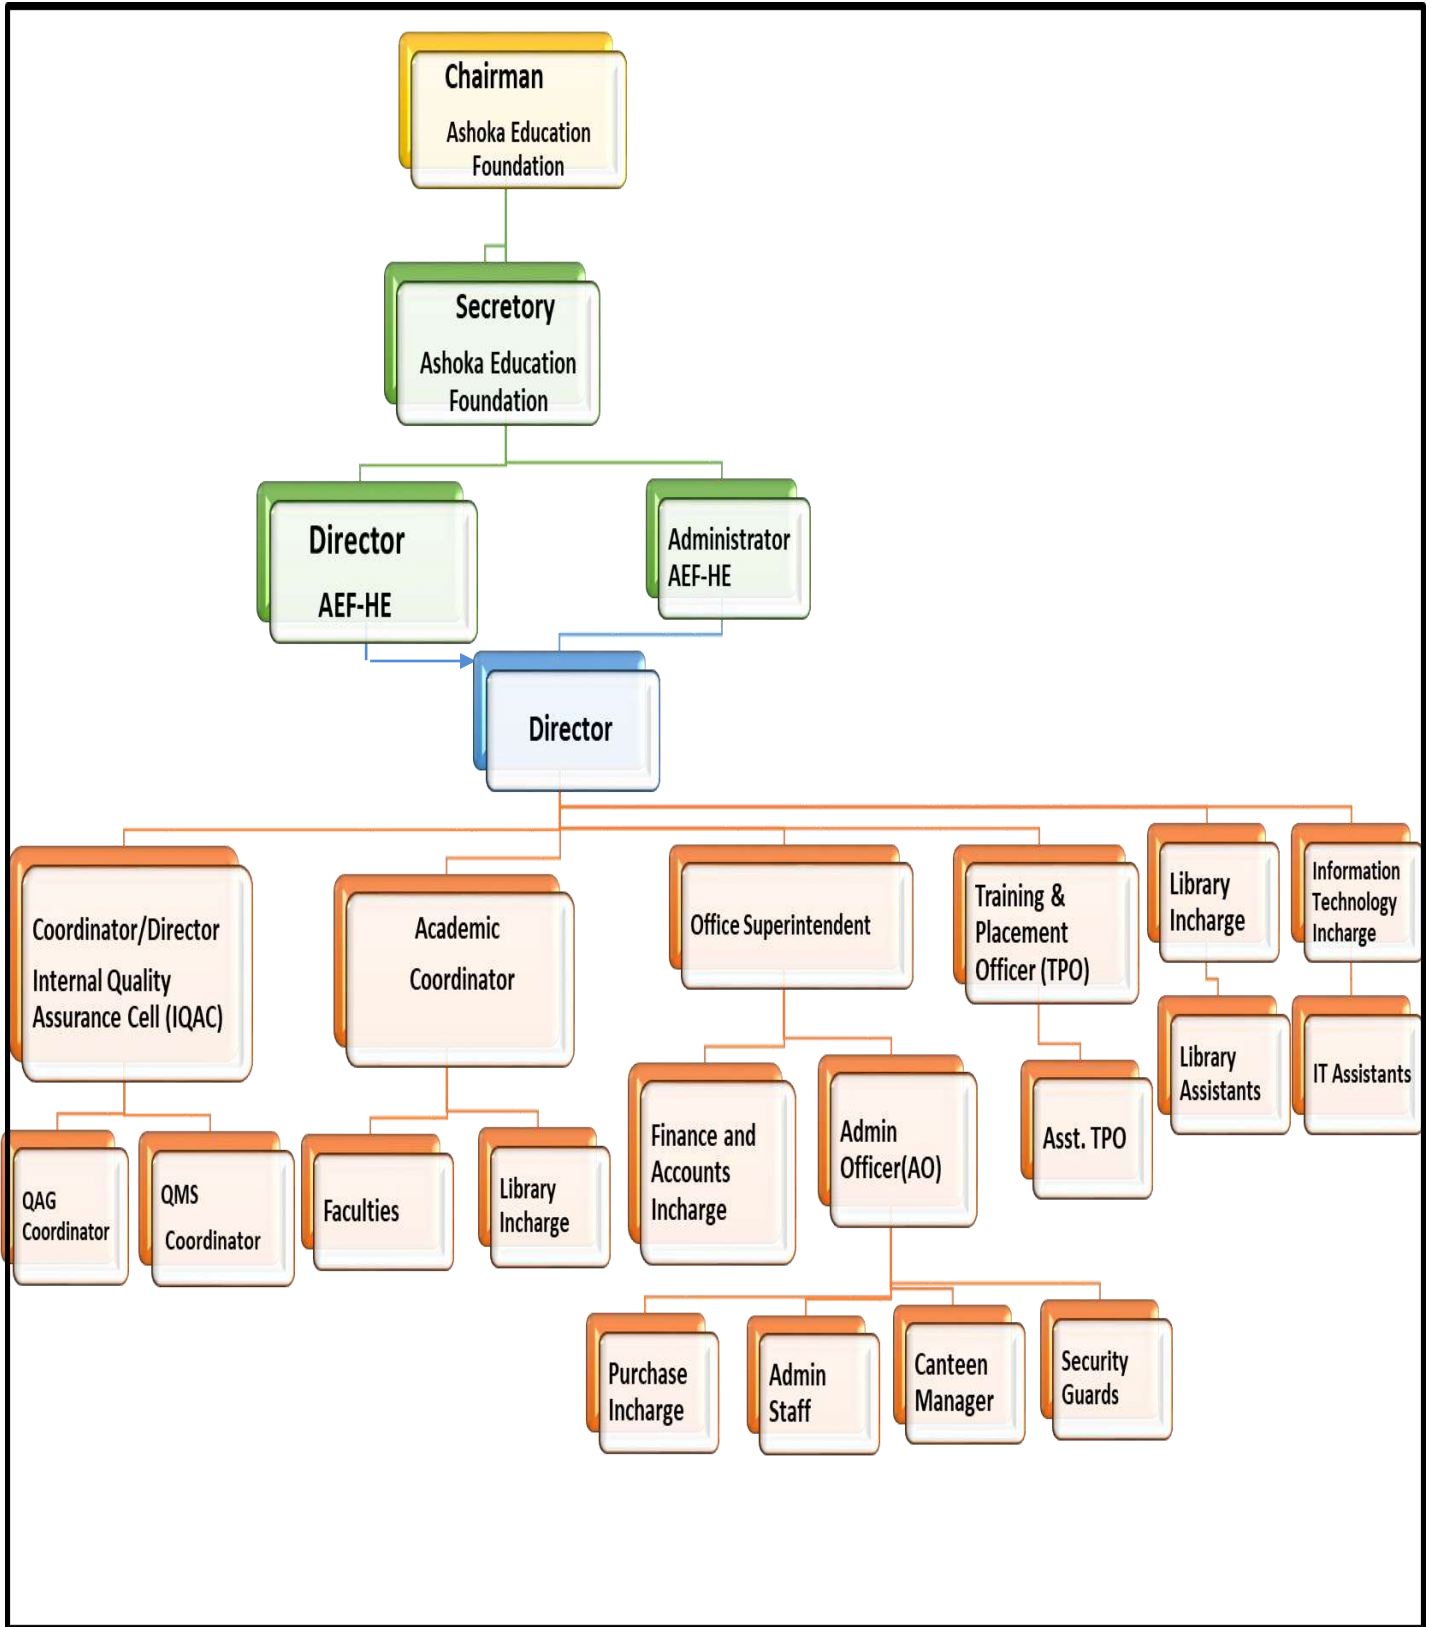 Chairman
Ashoka Education
Foundation
Secretory
Ashoka Education
Foundation
Director
AEF-HE
Administrator
AEF-HE
Director
Coordinator/Director
Internal Quality
Assurance Cell (IQAC)
Academic
Coordinator
Office Superintendent
Training &
Placement
Officer (TPO)
Library
Incharge
Information
Technology
Incharge
QAG
Coordinator
QMS
Coordinator
Faculties
Library
Incharge
Finance and
Accounts
Incharge
Admin
Officer(AO)
Asst. TPO
Library
Assistants
IT Assistants
Purchase
Incharge
Admin
Staff
Canteen
Manager
Security
Guards